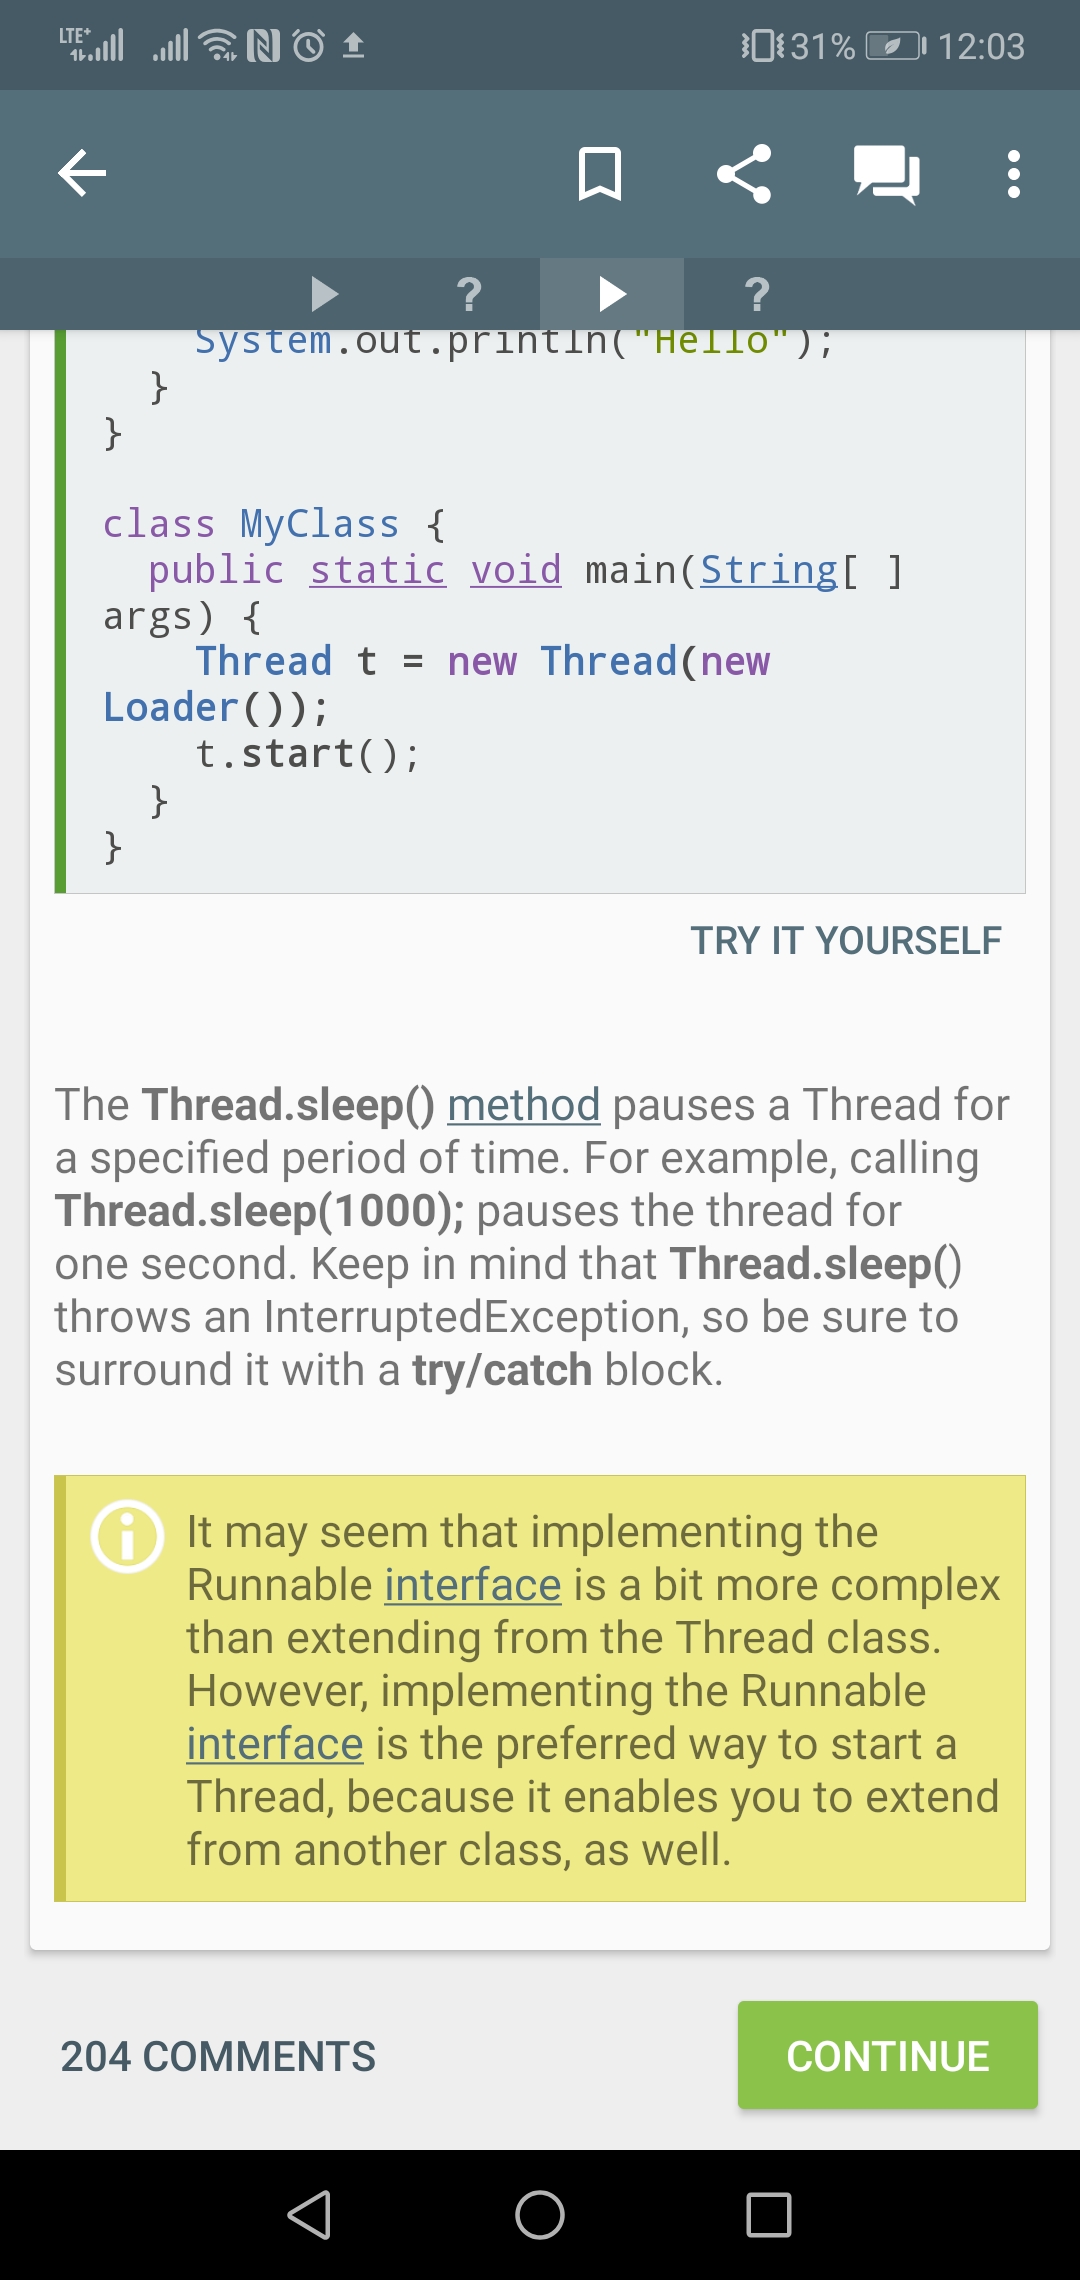 LTE+ 31% 12:03
? ?
System.out.println("Hello");
}
}
class MyClass {
public static void main(String[ ]
args) {
Thread t = new Thread(new
Loader());
t.start();
}
}
TRY IT YOURSELF
The Thread.sleep() method pauses a Thread for
a specified period of time. For example, calling
Thread.sleep(1000); pauses the thread for
one second. Keep in mind that Thread.sleep()
throws an InterruptedException, so be sure to
surround it with a try/catch block.
It may seem that implementing the
Runnable interface is a bit more complex
than extending from the Thread class.
However, implementing the Runnable
interface is the preferred way to start a
Thread, because it enables you to extend
from another class, as well.
204 COMMENTS
CONTINUE